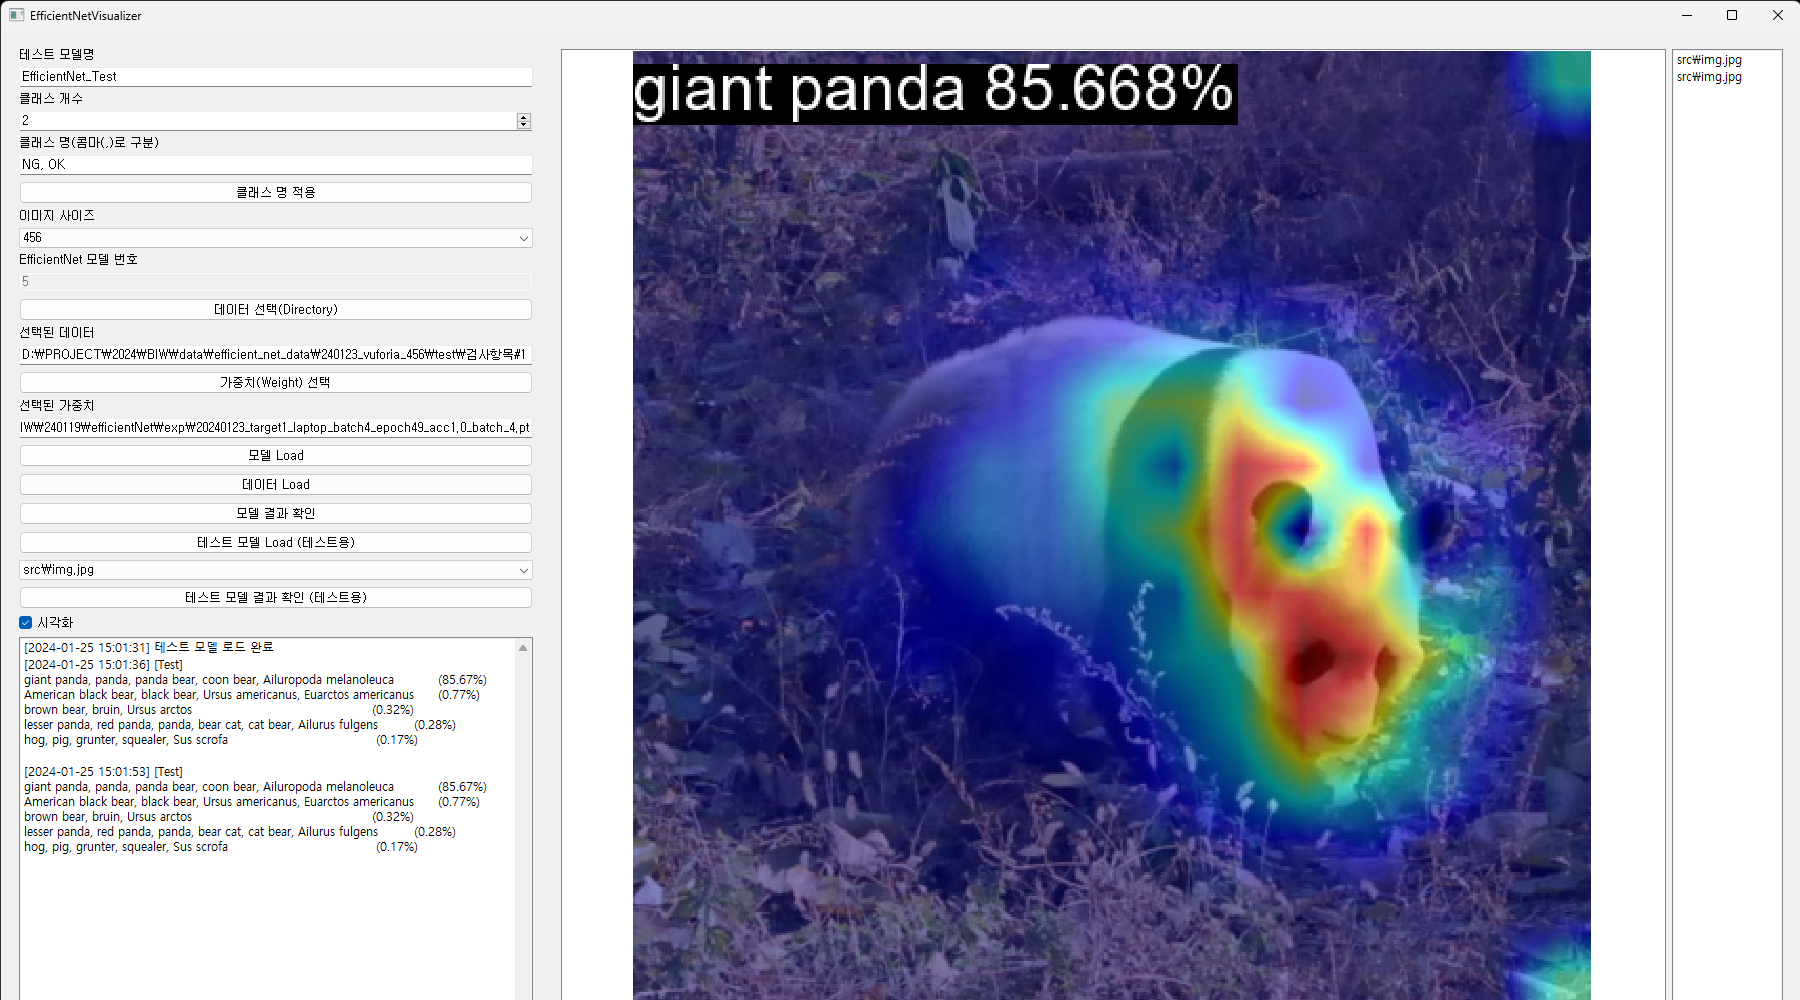 EfficientNetVisualizer
테스트 모델명
EfficientNet_Test
클래스 개수
2
클래스 명(콤마(,)로 구분)
NG, OK
클래스 명 적용
이미지 사이즈
456
EfficientNet 모델 번호
5
데이터 선택(Directory)
선택된 데이터
D:₩PROJECT₩2024₩BIW₩data₩efficient_net_data₩240123_vuforia_456₩test₩검사항목#1
가중치(Weight) 선택
선택된 가중치
IW₩240119₩efficientNet₩exp₩20240123_target1_laptop_batch4_epoch49_acc1.0_batch_4.pt
모델 Load
데이터 Load
모델 결과 확인
테스트 모델 Load (테스트용)
src₩img.jpg
테스트 모델 결과 확인 (테스트용)
시각화
[2024-01-25 15:01:31] 테스트 모델 로드 완료
[2024-01-25 15:01:36] [Test]
giant panda, panda, panda bear, coon bear, Ailuropoda melanoleuca (85.67%)
American black bear, black bear, Ursus americanus, Euarctos americanus (0.77%)
brown bear, bruin, Ursus arctos (0.32%)
lesser panda, red panda, panda, bear cat, cat bear, Ailurus fulgens (0.28%)
hog, pig, grunter, squealer, Sus scrofa (0.17%)
[2024-01-25 15:01:53] [Test]
giant panda, panda, panda bear, coon bear, Ailuropoda melanoleuca (85.67%)
American black bear, black bear, Ursus americanus, Euarctos americanus (0.77%)
brown bear, bruin, Ursus arctos (0.32%)
lesser panda, red panda, panda, bear cat, cat bear, Ailurus fulgens (0.28%)
hog, pig, grunter, squealer, Sus scrofa (0.17%)
giant panda 85.668%
src₩img.jpg
src₩img.jpg